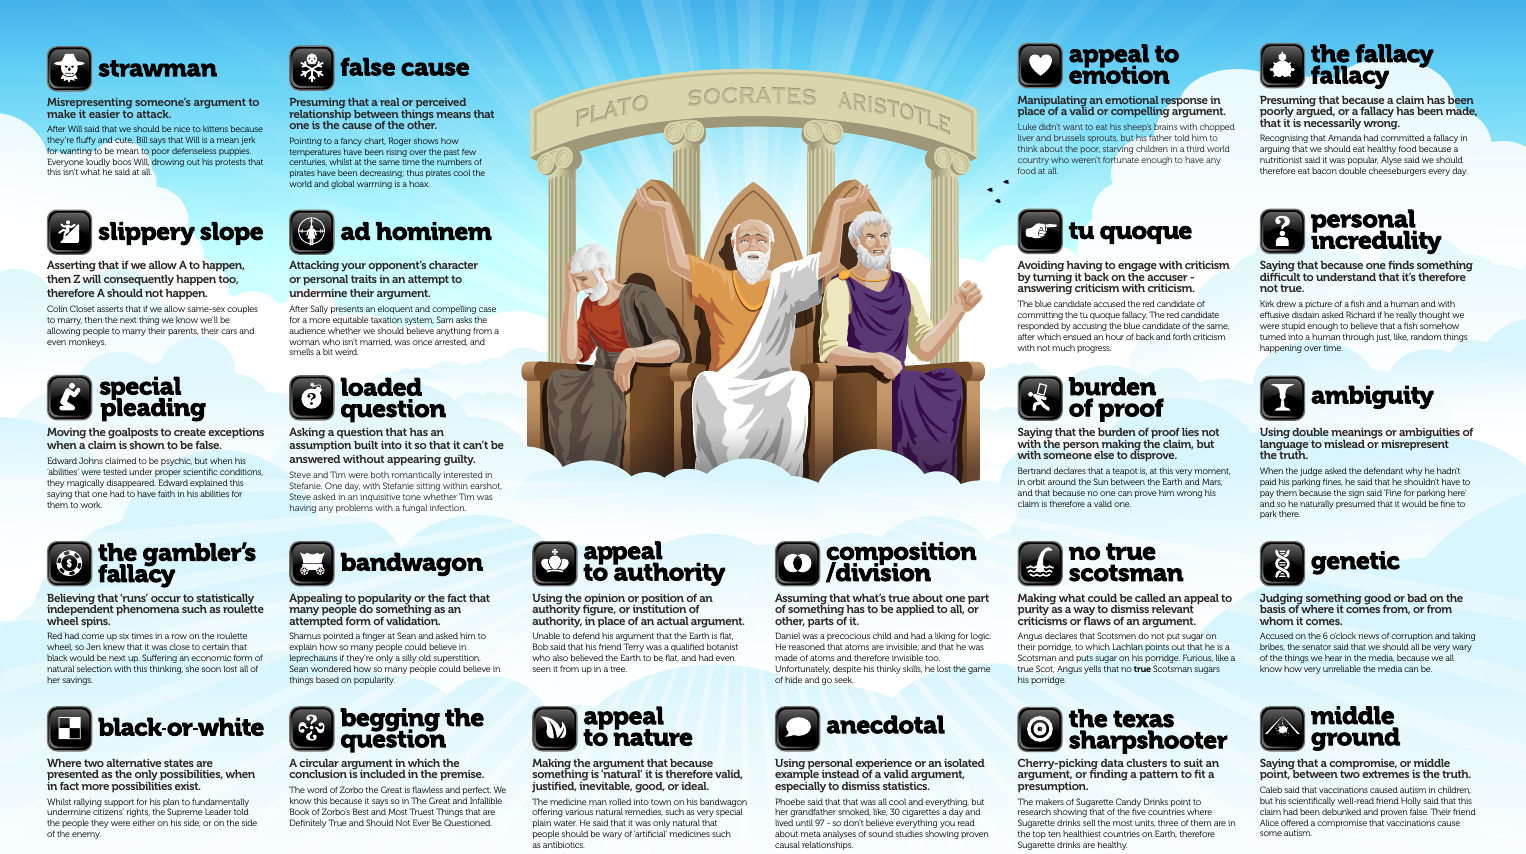 strawman
Misrepresenting someone's argument to
make it easier to attack.
After Will said that we should be nice to kittens because
they're fluffy and cute, Bill says that Will is a mean jerk
for wanting to be mean to poor defenseless puppies.
Everyone loudly boos Will, drowning out his protests that
this isn't what he said at all.
false cause
Presuming that a real or perceived
relationship between things means that
one is the cause of the other.
Pointing to a fancy chart, Roger shows how
temperatures have been rising over the past few
centuries, whilst at the same time the numbers of
pirates have been decreasing; thus pirates cool the
world and global warming is a hoax.
PLATO SOCRATES ARISTOTLE
appeal to
emotion
Manipulating an emotional response in
place of a valid or compelling argument.
Luke didn't want to eat his sheep's brains with chopped
liver and brussels sprouts, but his father told him to
think about the poor, starving children in a third world
country who weren't fortunate enough to have any
food at all.
the fallacy
fallacy
Presuming that because a claim has been
poorly argued, or a fallacy has been made,
that it is necessarily wrong.
Recognising that Amanda had committed a fallacy in
arguing that we should eat healthy food because a
nutritionist said it was popular, Alyse said we should
therefore eat bacon double cheeseburgers every day.
slippery slope
Asserting that if we allow A to happen,
then Z will consequently happen too,
therefore A should not happen.
Colin Closet asserts that if we allow same-sex couples
to marry, then the next thing we know we'll be
allowing people to marry their parents, their cars and
even monkeys.
ad hominem
Attacking your opponent's character
or personal traits in an attempt to
undermine their argument.
After Sally presents an eloquent and compelling case
for a more equitable taxation system, Sam asks the
audience whether we should believe anything from a
woman who isn't married, was once arrested, and
smells a bit weird.
tu quoque
Avoiding having to engage with criticism
by turning it back on the accuser -
answering criticism with criticism.
The blue candidate accused the red candidate of
committing the tu quoque fallacy. The red candidate
responded by accusing the blue candidate of the same,
after which ensued an hour of back and forth criticism
with not much progress.
personal
incredulity
Saying that because one finds something
difficult to understand that it's therefore
not true.
Kirk drew a picture of a fish and a human and with
effusive disdain asked Richard if he really thought we
were stupid enough to believe that a fish somehow
turned into a human through just, like, random things
happening over time.
special
pleading
Moving the goalposts to create exceptions
when a claim is shown to be false.
Edward Johns claimed to be psychic, but when his
'abilities' were tested under proper scientific conditions,
they magically disappeared. Edward explained this
saying that one had to have faith in his abilities for
them to work.
loaded
question
Asking a question that has an
assumption built into it so that it can't be
answered without appearing guilty.
Steve and Tim were both romantically interested in
Stefanie. One day, with Stefanie sitting within earshot,
Steve asked in an inquisitive tone whether Tim was
having any problems with a fungal infection.
burden
of proof
Saying that the burden of proof lies not
with the person making the claim, but
with someone else to disprove.
Bertrand declares that a teapot is, at this very moment,
in orbit around the Sun between the Earth and Mars,
and that because no one can prove him wrong his
claim is therefore a valid one.
ambiguity
Using double meanings or ambiguities of
language to mislead or misrepresent
the truth.
When the judge asked the defendant why he hadn't
paid his parking fines, he said that he shouldn't have to
pay them because the sign said 'Fine for parking here'
and so he naturally presumed that it would be fine to
park there.
the gambler's
fallacy
Believing that 'runs' occur to statistically
independent phenomena such as roulette
wheel spins.
Red had come up six times in a row on the roulette
wheel, so Jen knew that it was close to certain that
black would be next up. Suffering an economic form of
natural selection with this thinking, she soon lost all of
her savings.
bandwagon
Appealing to popularity or the fact that
many people do something as an
attempted form of validation.
Shamus pointed a finger at Sean and asked him to
explain how so many people could believe in
leprechauns if they're only a silly old superstition.
Sean wondered how so many people could believe in
things based on popularity.
appeal
to authority
Using the opinion or position of an
authority figure, or institution of
authority, in place of an actual argument.
Unable to defend his argument that the Earth is flat,
Bob said that his friend Terry was a qualified botanist
who also believed the Earth to be flat, and had even
seen it from up in a tree.
composition
/division
Assuming that what's true about one part
of something has to be applied to all, or
other, parts of it.
Daniel was a precocious child and had a liking for logic.
He reasoned that atoms are invisible, and that he was
made of atoms and therefore invisible too.
Unfortunately, despite his thinky skills, he lost the game
of hide and go seek.
no true
scotsman
Making what could be called an appeal to
purity as a way to dismiss relevant
criticisms or flaws of an argument.
Angus declares that Scotsmen do not put sugar on
their porridge, to which Lachlan points out that he is a
Scotsman and puts sugar on his porridge. Furious, like a
true Scot, Angus yells that no true Scotsman sugars
his porridge.
genetic
Judging something good or bad on the
basis of where it comes from, or from
whom it comes.
Accused on the 6 o'clock news of corruption and taking
bribes, the senator said that we should all be very wary
of the things we hear in the media, because we all
know how very unreliable the media can be.
black-or-white
Where two alternative states are
presented as the only possibilities, when
in fact more possibilities exist.
Whilst rallying support for his plan to fundamentally
undermine citizens' rights, the Supreme Leader told
the people they were either on his side, or on the side
of the enemy.
begging the
question
A circular argument in which the
conclusion is included in the premise.
The word of Zorbo the Great is flawless and perfect. We
know this because it says so in The Great and Infallible
Book of Zorbo's Best and Most Truest Things that are
Definitely True and Should Not Ever Be Questioned.
appeal
to nature
Making the argument that because
something is 'natural' it is therefore valid,
justified, inevitable, good, or ideal.
The medicine man rolled into town on his bandwagon
offering various natural remedies, such as very special
plain water. He said that it was only natural that
people should be wary of 'artificial' medicines such
as antibiotics.
anecdotal
Using personal experience or an isolated
example instead of a valid argument,
especially to dismiss statistics.
Phoebe said that that was all cool and everything, but
her grandfather smoked, like, 30 cigarettes a day and
lived until 97 - so don't believe everything you read
about meta analyses of sound studies showing proven
causal relationships.
the texas
sharpshooter
Cherry-picking data clusters to suit an
argument, or finding a pattern to fit a
presumption.
The makers of Sugarette Candy Drinks point to
research showing that of the five countries where
Sugarette drinks sell the most units, three of them are in
the top ten healthiest countries on Earth, therefore
Sugarette drinks are healthy.
middle
ground
Saying that a compromise, or middle
point, between two extremes is the truth.
Caleb said that vaccinations caused autism in children,
but his scientifically well-read friend Holly said that this
claim had been debunked and proven false. Their friend
Alice offered a compromise that vaccinations cause
some autism.